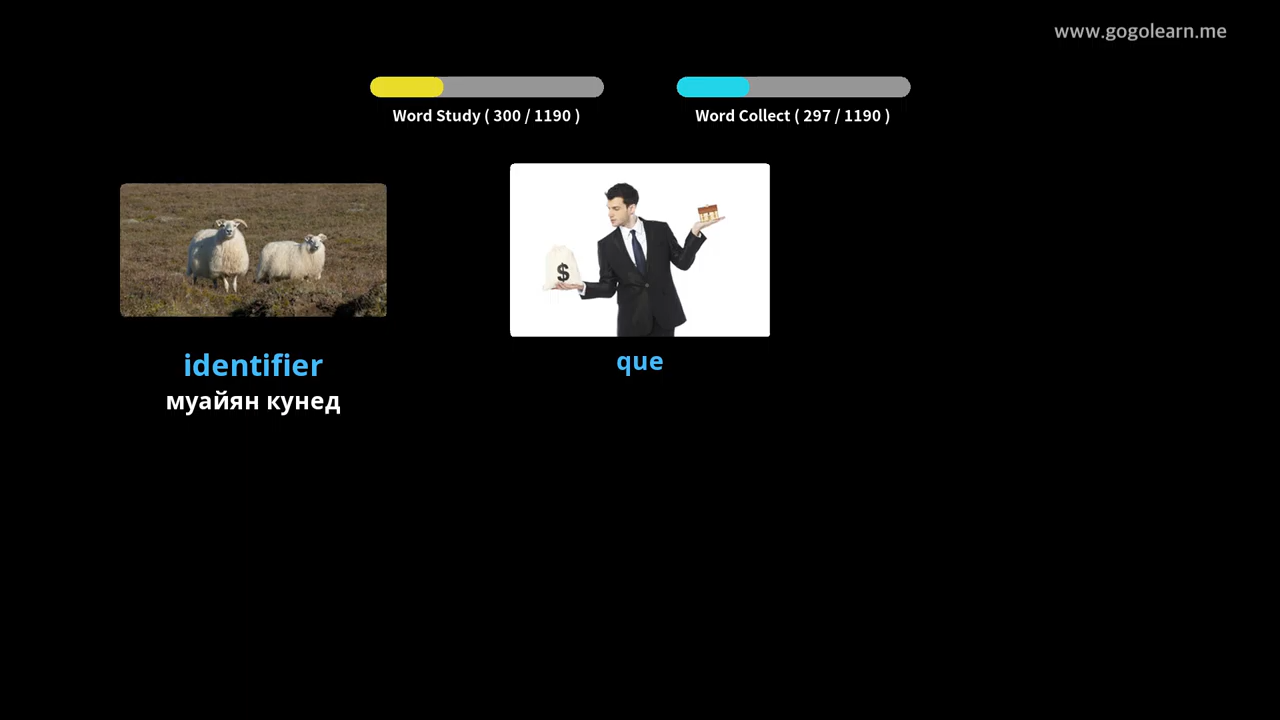 www.gogolearn.me
Word Study ( 300 / 1190 )
Word Collect ( 297 / 1190 )
$
identifier
муайян кунед
que